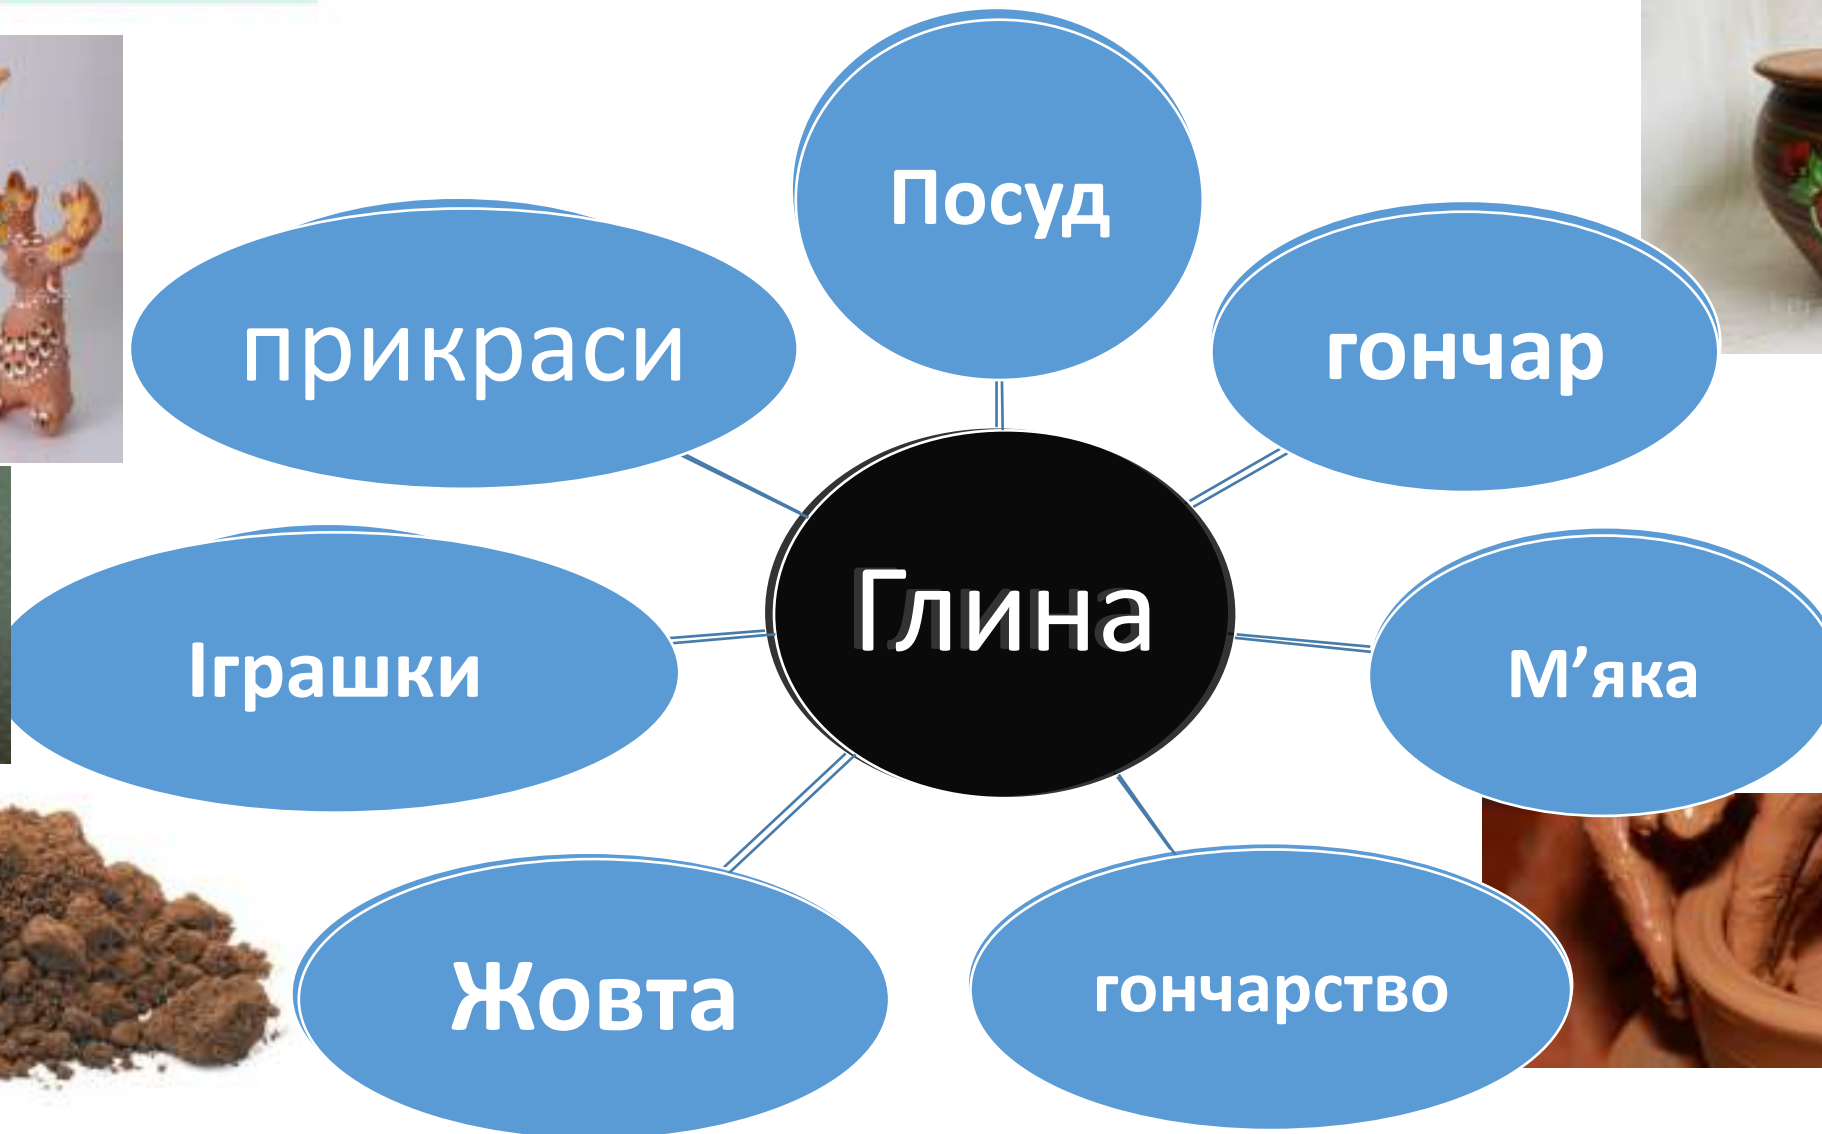 Посуд
прикраси
гончар
Глина
Іграшки
М’яка
Жовта
гончарство